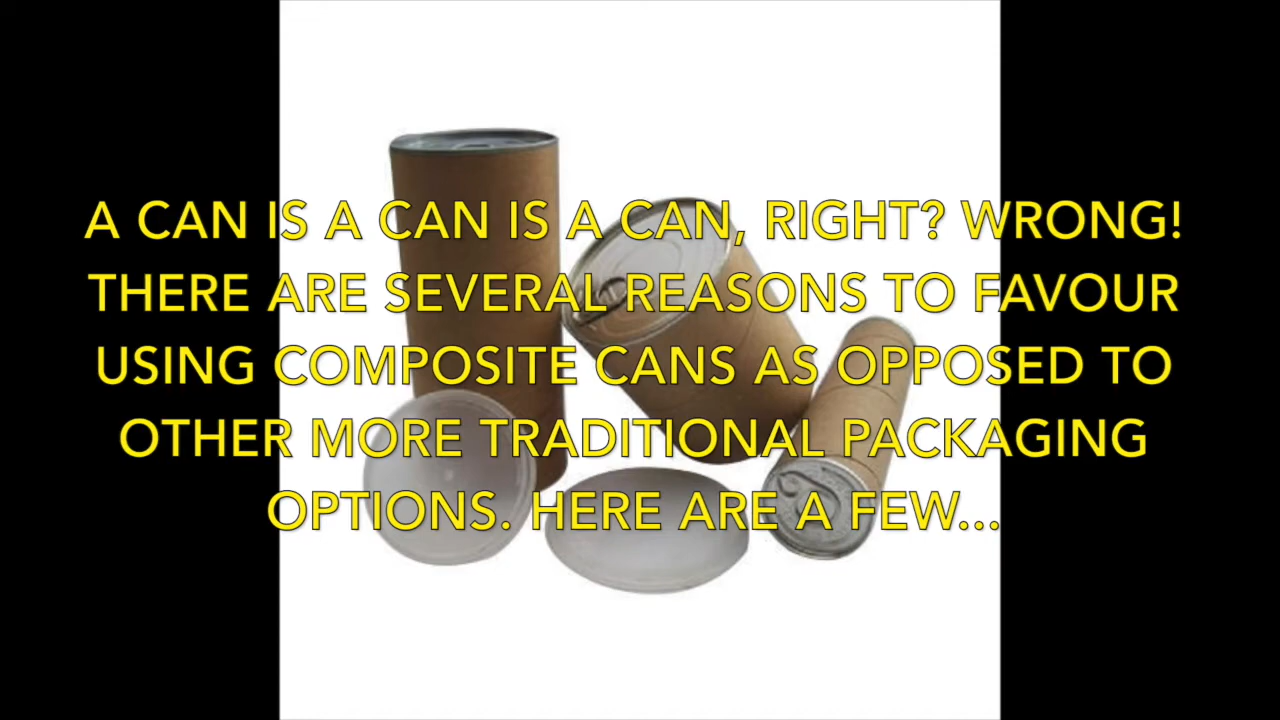 A CAN IS A CAN IS A CAN, RIGHT? WRONG!
THERE ARE SEVERAL REASONS TO FAVOUR
USING COMPOSITE CANS AS OPPOSED TO
OTHER MORE TRADITIONAL PACKAGING
OPTIONS. HERE ARE A FEW...